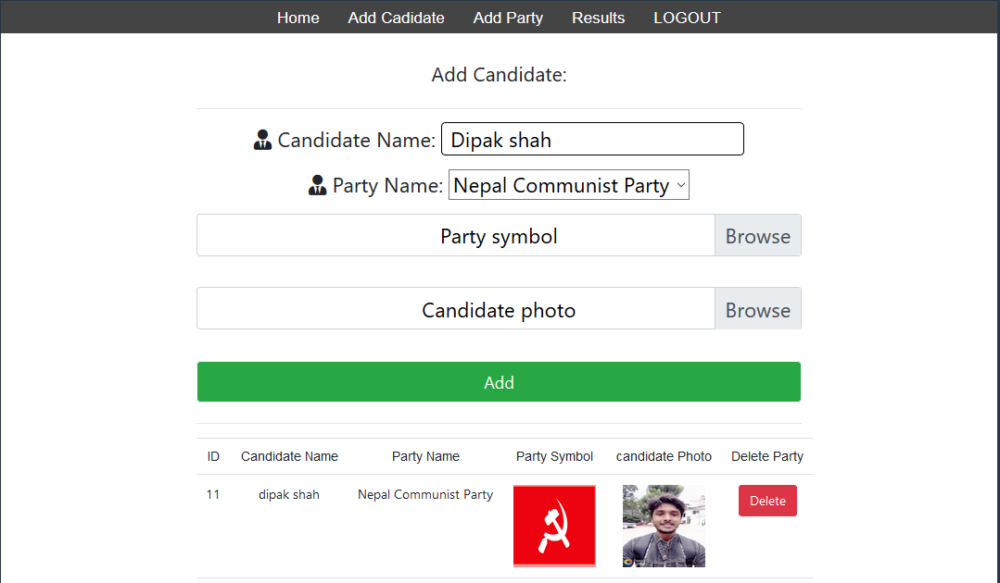 Home Add Cadidate Add Party Results LOGOUT
Add Candidate:
Candidate Name: Dipak shah
Party Name: Nepal Communist Party
Party symbol Browse
Candidate photo Browse
Add
ID Candidate Name Party Name Party Symbol candidate Photo Delete Party
11 dipak shah Nepal Communist Party Delete